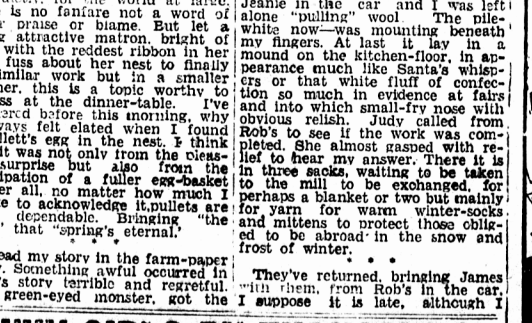 the world at large.
is no fanfare not a word of
praise or blame. But let a
attractive matron, bright of
with the reddest ribbon in her
fuss about her nest to finally
similar work but in a smaller
her, this is a topic worthy to
ss at the dinner-table. I've
ered before this morning, why
ways felt elated when I found
llett's egg in the nest. I think
it was not only from the pleas-
surprise but also from the
ipation of a fuller egg-basket
er all, no matter how much I
e to acknowledge it,pullets are
dependable. Bringing "the
that "spring's eternal.'
* * *
ead my story in the farm-paper
Something awful occurred in
's story terrible and regretful.
green-eyed monster, got the
Jeanie in the car and I was left
alone "pulling" wool. The pile—
white now—was mounting beneath
my fingers. At last it lay in a
mound on the kitchen-floor, in ap-
pearance much like Santa's whisp-
ers or that white fluff of confec-
tion so much in evidence at fairs
and into which small-fry nose with
obvious relish. Judy called from
Rob's to see if the work was com-
pleted. She almost gasped with re-
lief to hear my answer. There it is
in three sacks, waiting to be taken
to the mill to be exchanged, for
perhaps a blanket or two but mainly
for yarn for warm winter-socks
and mittens to protect those oblig-
ed to be abroad in the snow and
frost of winter.
* * *
They've returned, bringing James
with them, from Rob's in the car.
I suppose it is late, although I